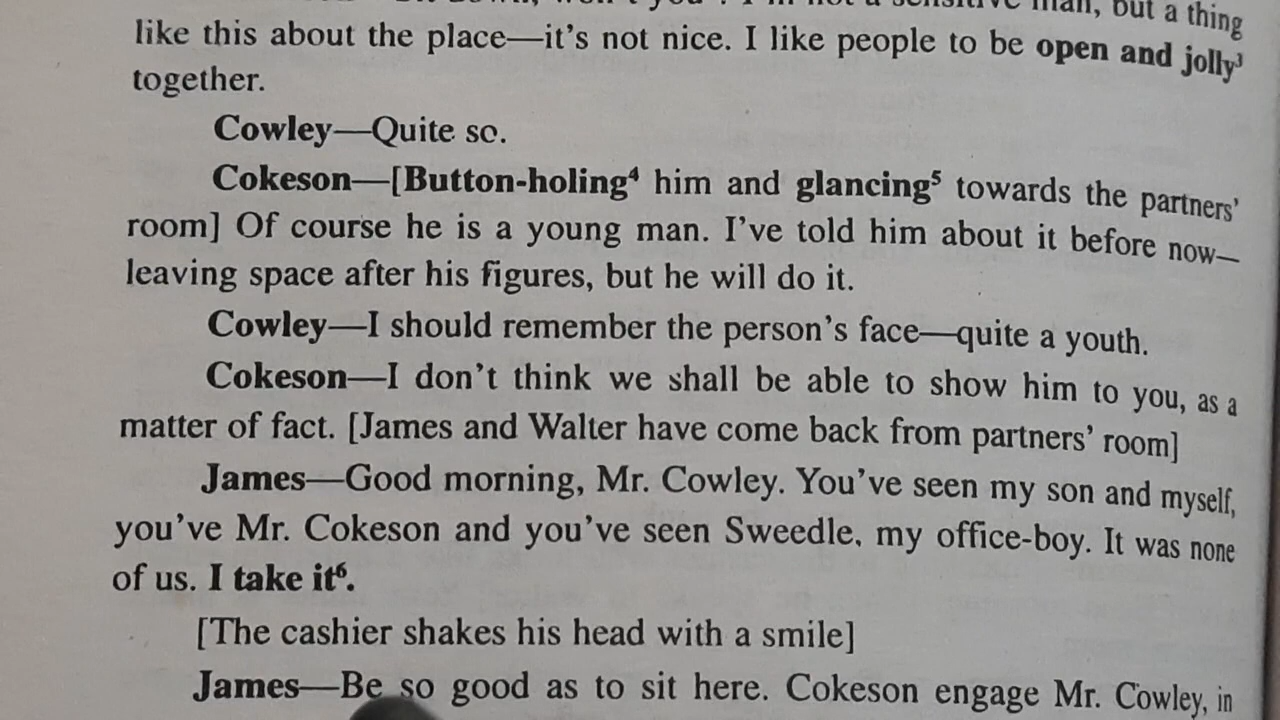 a sensitive man, but a thing
like this about the place—it's not nice. I like people to be open and jolly³
together.
Cowley—Quite so.
Cokeson—[Button-holing⁴ him and glancing⁵ towards the partners'
room] Of course he is a young man. I've told him about it before now—
leaving space after his figures, but he will do it.
Cowley—I should remember the person's face—quite a youth.
Cokeson—I don't think we shall be able to show him to you, as a
matter of fact. [James and Walter have come back from partners' room]
James—Good morning, Mr. Cowley. You've seen my son and myself,
you've Mr. Cokeson and you've seen Sweedle, my office-boy. It was none
of us. I take it⁶.
[The cashier shakes his head with a smile]
James—Be so good as to sit here. Cokeson engage Mr. Cowley, in